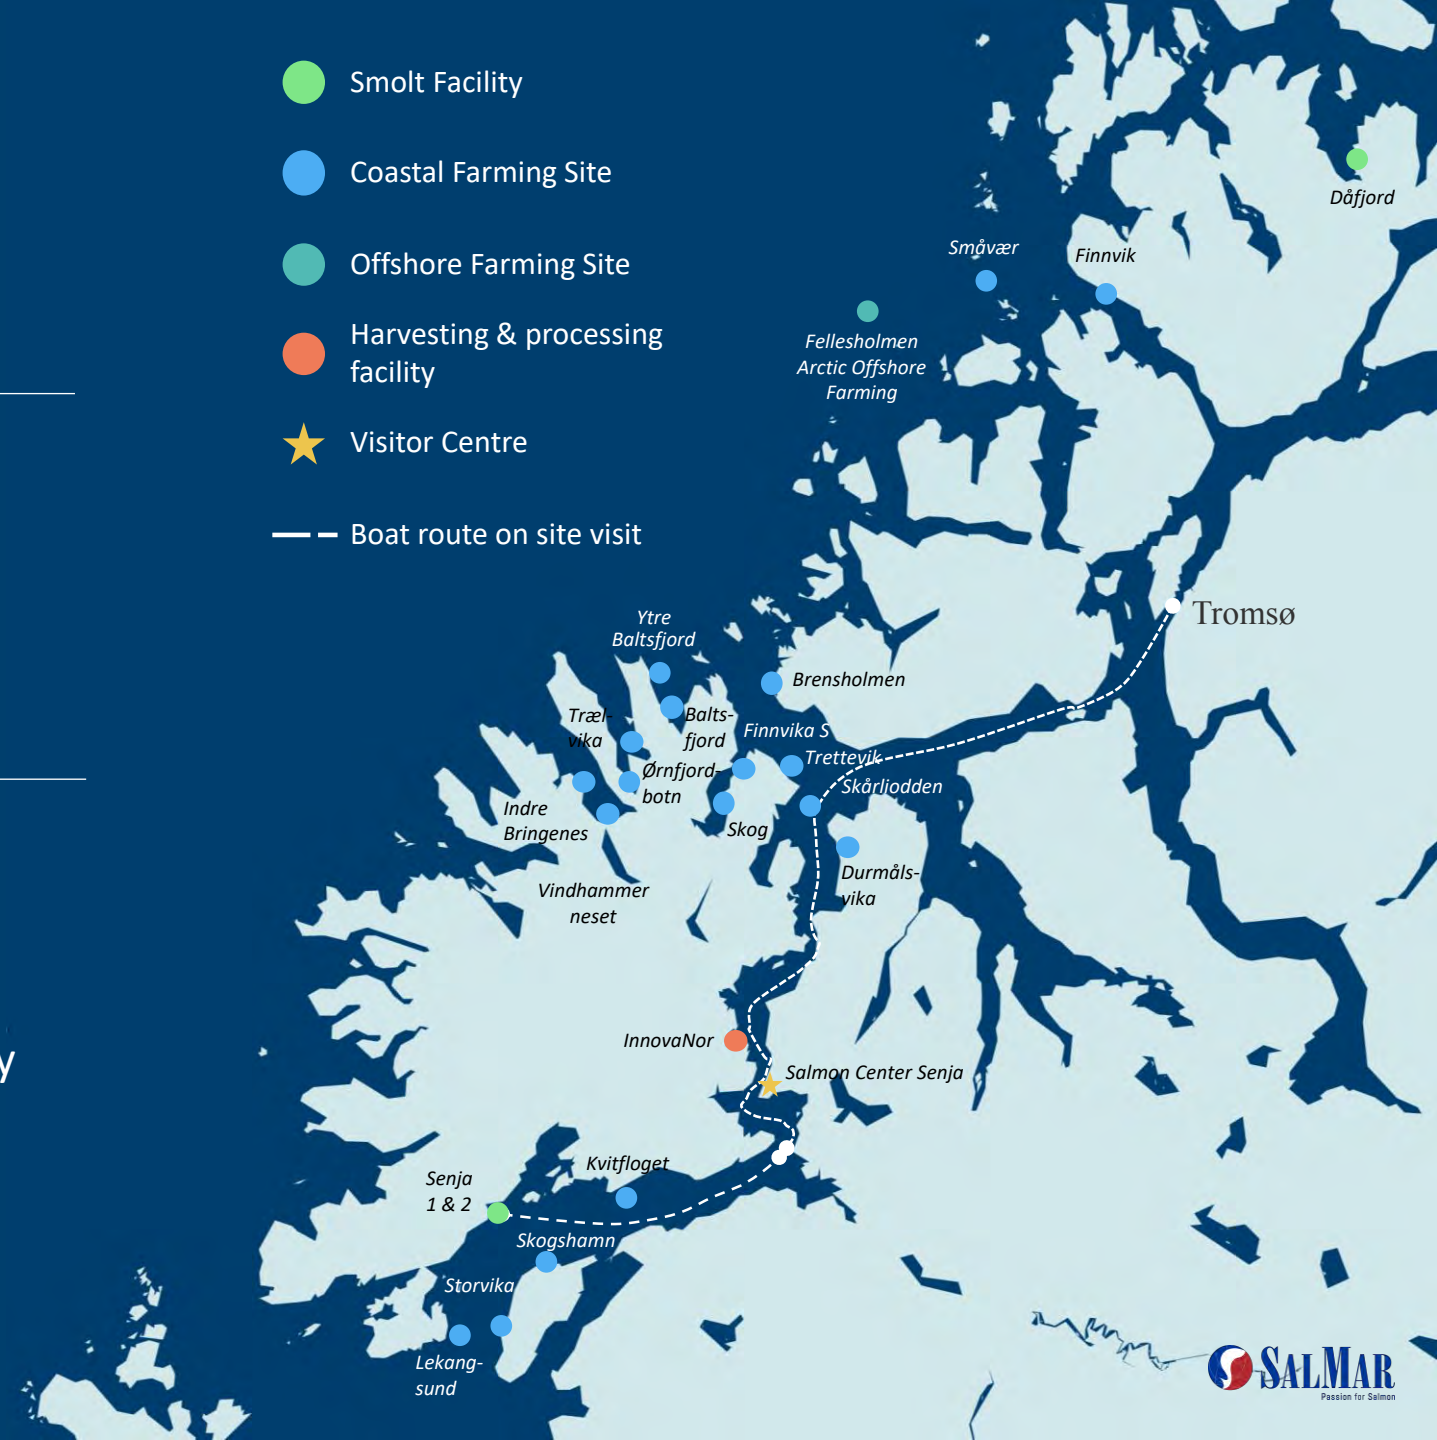 Smolt Facility
Coastal Farming Site
Offshore Farming Site
Harvesting & processing
facility
Visitor Centre
Boat route on site visit
y
Dåfjord
Småvær
Finnvik
Fellesholmen
Arctic Offshore
Farming
Tromsø
Ytre
Baltsfjord
Brensholmen
Træl-
vika
Balts-
fjord
Finnvika S
Trettevik
Ørnfjord-
botn
Skårliodden
Indre
Bringenes
Skog
Durmåls-
vika
Vindhammer
neset
InnovaNor
Salmon Center Senja
Kvitfloget
Senja
1 & 2
Skogshamn
Storvika
Lekang-
sund
SALMAR
Passion for Salmon